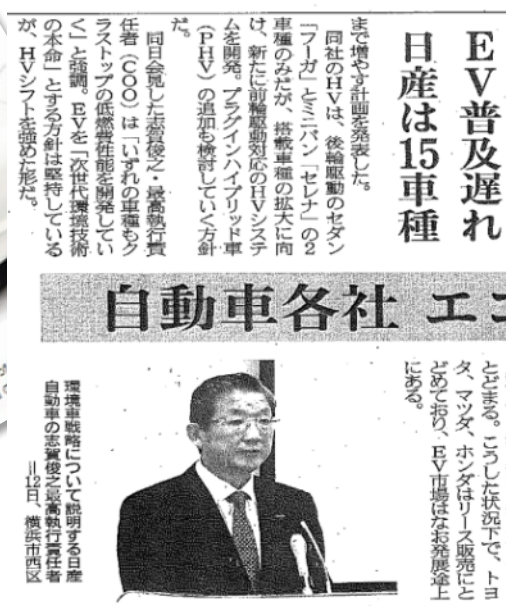 EV普及遅れ
日産は15車種
まで増やす計画を発表した。
同社のHVは、後輪駆動のセダン
「フーガ」とミニバン「セレナ」の2
車種のみだが、搭載車種の拡大に向
け、新たに前輪駆動対応のHVシステ
ムを開発。プラグインハイブリッド車
(PHV)の追加も検討していく方針
だ。
同日会見した志賀俊之・最高執行責
任者(COO)は「いずれの車種もク
ラストップの低燃費性能を開発してい
く」と強調。EVを「次世代環境技術
の本命」とする方針は堅持している
が、HVシフトを強めた形だ。
自動車各社 エコ
とどまる。こうした状況下で、トヨ
タ、マツダ、ホンダはリース販売にと
どめており、EV市場はなお発展途上
にある。
環境車戦略について説明する日産
自動車の志賀俊之最高執行責任者
＝12日、横浜市西区